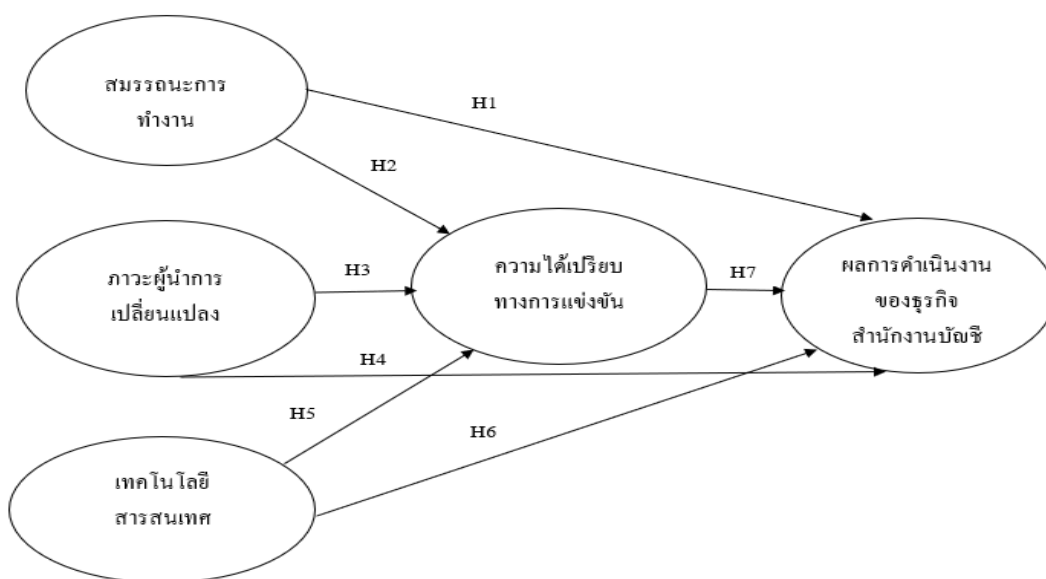 สมรรถนะการ
ทำงาน
H1
H2
ภาวะผู้นำการ
เปลี่ยนแปลง
H3
ความได้เปรียบ
ทางการแข่งขัน
H7
ผลการดำเนินงาน
ของธุรกิจ
สำนักงานบัญชี
H4
H5
H6
เทคโนโลยี
สารสนเทศ